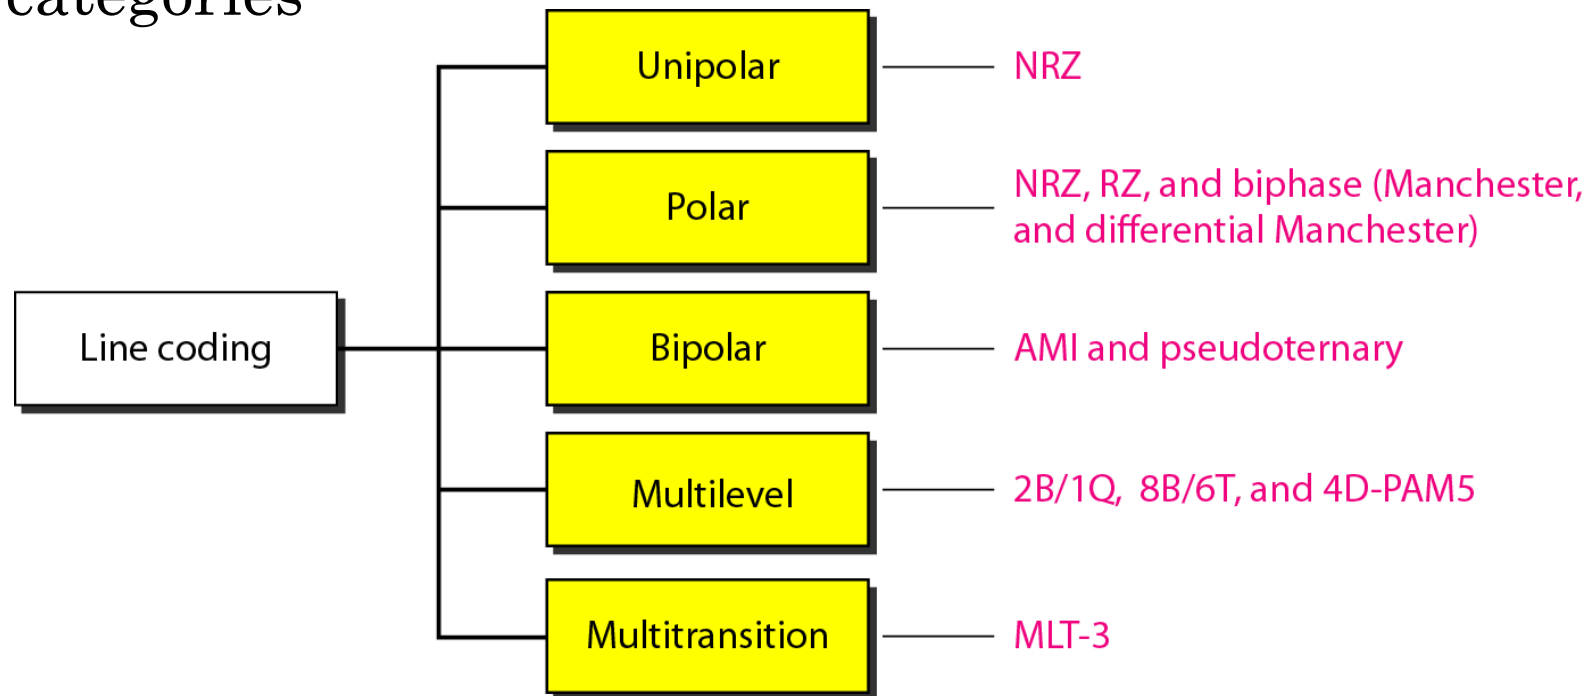 categories
Unipolar
NRZ
Polar
NRZ, RZ, and biphase (Manchester,
and differential Manchester)
Line coding
Bipolar
AMI and pseudoternary
Multilevel
2B/1Q, 8B/6T, and 4D-PAM5
Multitransition
MLT-3